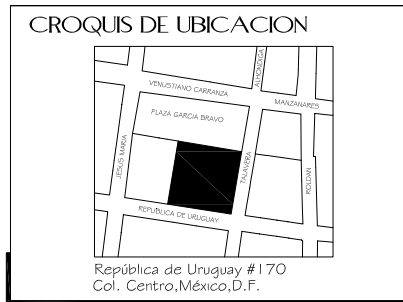 CROQUIS DE UBICACION
ALHONDIGA
VENUSTIANO CARRANZA
MANZANARES
PLAZA GARCIA BRAVO
JESUS MARIA
TALAVERA
ROLDAN
REPUBLICA DE URUGUAY
República de Uruguay #170
Col. Centro,México,D.F.